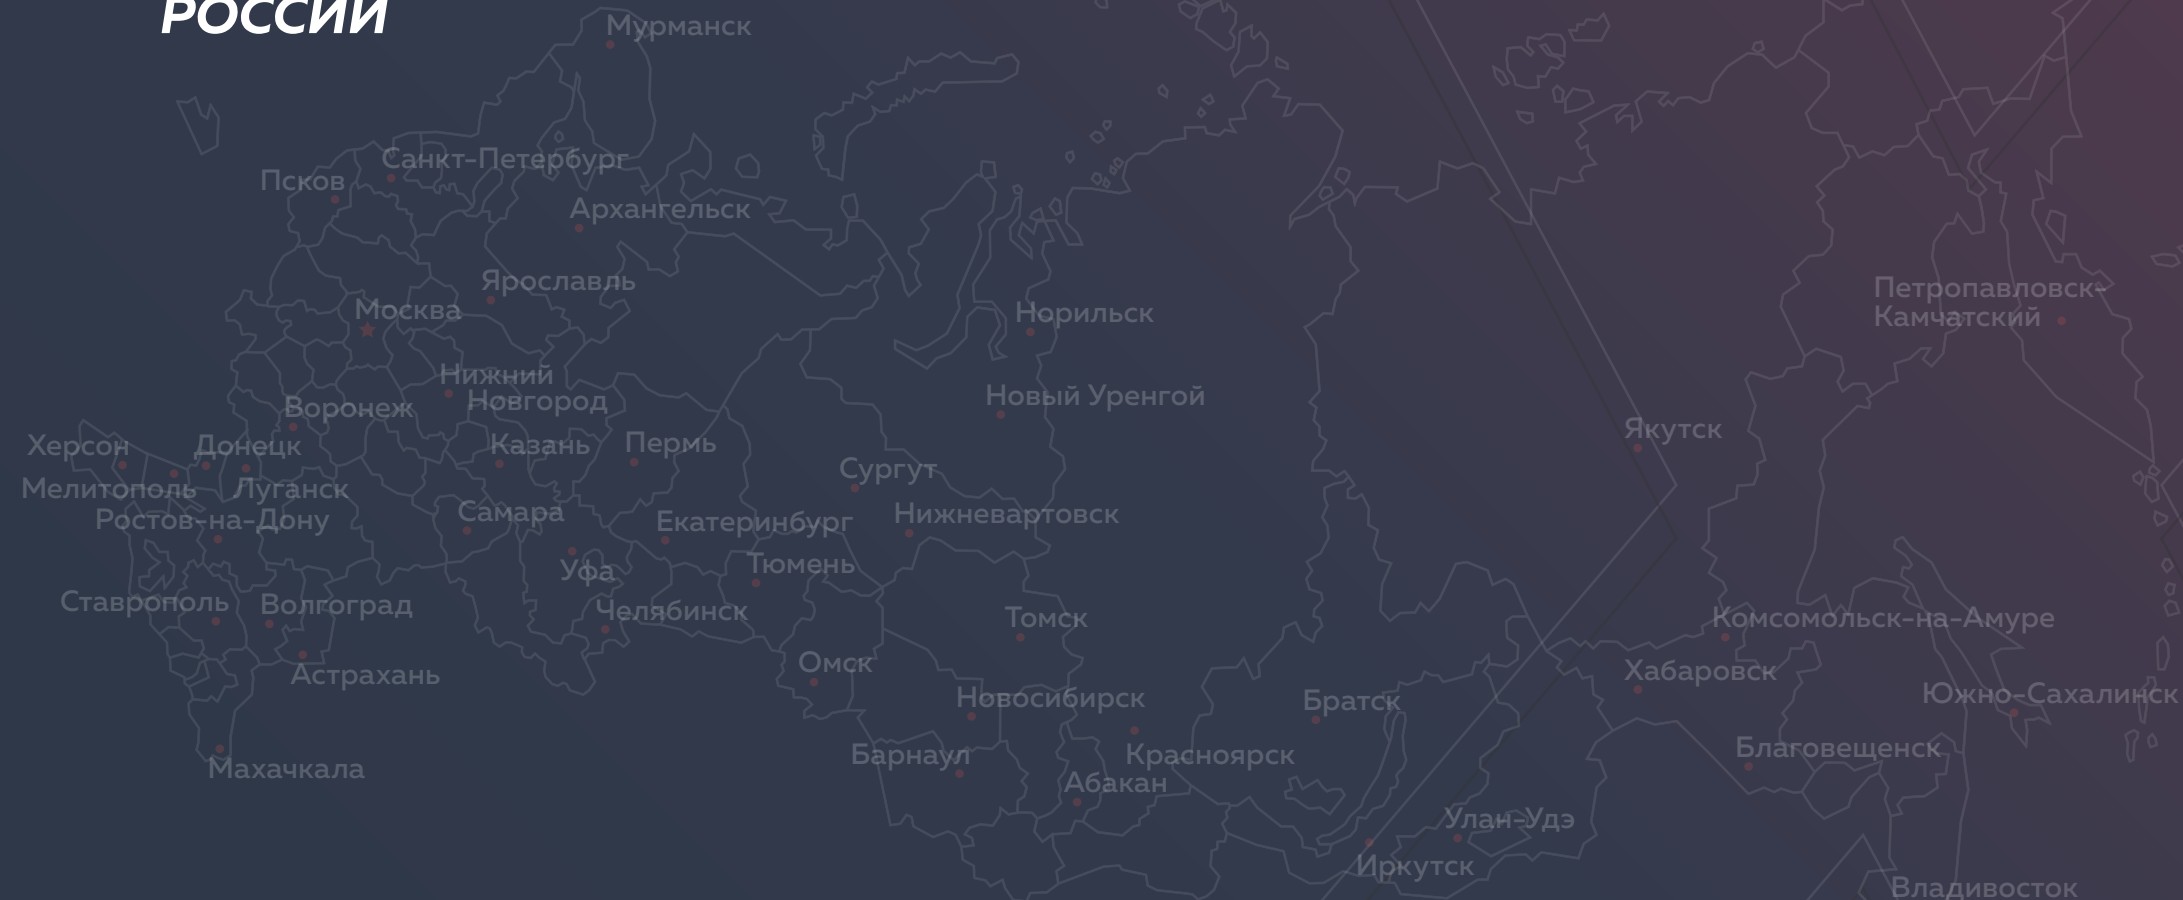 РОССИИ
Мурманск
Санкт-Петербург
Псков
Архангельск
Ярославль
Москва
Петропавловск-
Камчатский
Норильск
Нижний
Новгород
Новый Уренгой
Воронеж
Якутск
Херсон
Донецк
Казань
Пермь
Сургут
Мелитополь
Луганск
Ростов-на-Дону
Самара
Екатеринбург
Нижневартовск
Уфа
Тюмень
Ставрополь
Волгоград
Челябинск
Томск
Комсомольск-на-Амуре
Астрахань
Омск
Хабаровск
Новосибирск
Братск
Южно-Сахалинск
Махачкала
Барнаул
Красноярск
Благовещенск
Абакан
Улан-Удэ
Иркутск
Владивосток